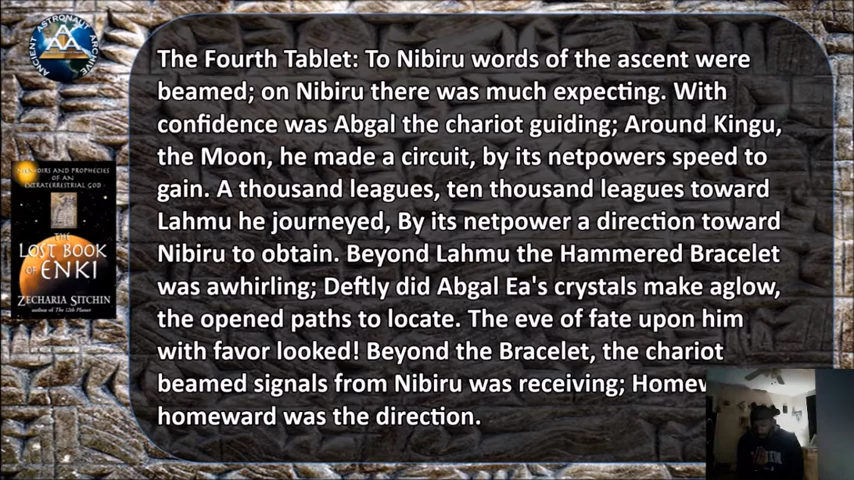 ANCIENT ASTRONAUT ARCHIVE
AAA
The Fourth Tablet: To Nibiru words of the ascent were
beamed; on Nibiru there was much expecting. With
confidence was Abgal the chariot guiding; Around Kingu,
the Moon, he made a circuit, by its netpowers speed to
gain. A thousand leagues, ten thousand leagues toward
Lahmu he journeyed, By its netpower a direction toward
Nibiru to obtain. Beyond Lahmu the Hammered Bracelet
was awhirling; Deftly did Abgal Ea's crystals make aglow,
the opened paths to locate. The eve of fate upon him
with favor looked! Beyond the Bracelet, the chariot
beamed signals from Nibiru was receiving;
homeward was the direction.
MEMOIRS AND PROPHECIES
OF AN
EXTRATERRESTRIAL GOD
THE
LOST BOOK
OF ENKI
ZECHARIA SITCHIN
author of The 12th Planet